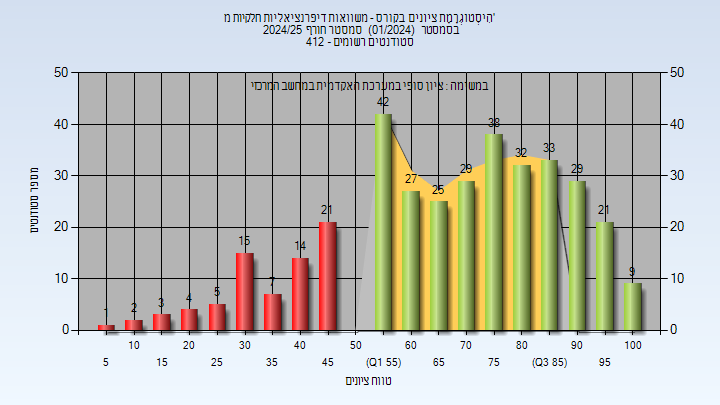 היסטוגרמת ציונים בקורס - משוואות דיפרנציאליות חלקיות מ'
בסמסטר (01/2024) סמסטר חורף 2024/25
סטודנטים רשומים - 412
במשימה : ציון סופי במערכת האקדמית במחשב המרכזי
מספר סטודנטים
50 50
40 40
30 30
20 20
10 10
0 0
1 2 3 4 5 15 7 14 21 42 27 25 29 38 32 33 29 21 9
10 20 30 40 50 60 70 80 90 100
5 15 25 35 45 (Q1 55) 65 75 (Q3 85) 95
טווח ציונים